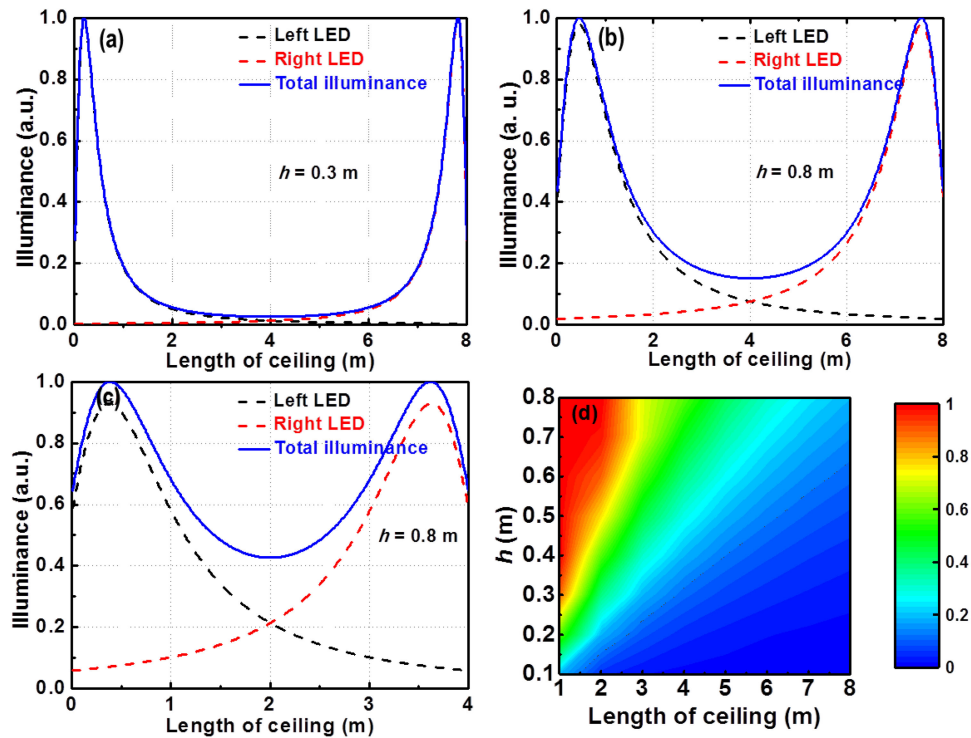 (a)
Left LED
Right LED
Total illuminance
h = 0.3 m
Illuminance (a.u.)
1.0
0.8
0.6
0.4
0.2
0.0
0 2 4 6 8
Length of ceiling (m)
(b)
Left LED
Right LED
Total illuminance
h = 0.8 m
Illuminance (a. u.)
1.0
0.8
0.6
0.4
0.2
0.0
0 2 4 6 8
Length of ceiling (m)
(c)
Left LED
Right LED
Total illuminance
h = 0.8 m
Illuminance (a.u.)
1.0
0.8
0.6
0.4
0.2
0.0
0 1 2 3 4
Length of ceiling (m)
(d)
h (m)
0.8
0.7
0.6
0.5
0.4
0.3
0.2
0.1
1 2 3 4 5 6 7 8
Length of ceiling (m)
1
0.8
0.6
0.4
0.2
0